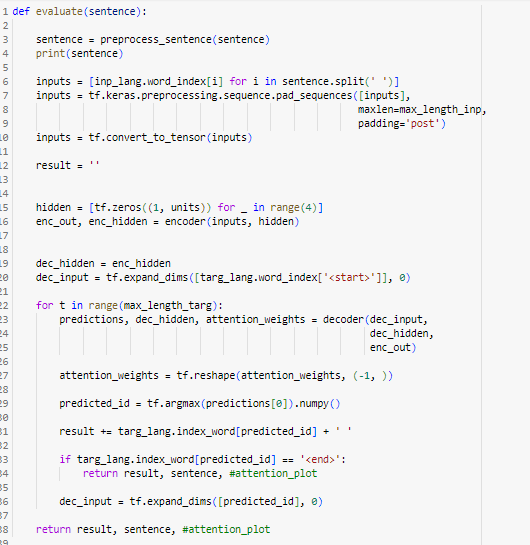 1 def evaluate(sentence):
2
3     sentence = preprocess_sentence(sentence)
4     print(sentence)
5
6     inputs = [inp_lang.word_index[i] for i in sentence.split(' ')]
7     inputs = tf.keras.preprocessing.sequence.pad_sequences([inputs],
8                                                            maxlen=max_length_inp,
9                                                            padding='post')
10     inputs = tf.convert_to_tensor(inputs)
11
12     result = ''
13
14
15     hidden = [tf.zeros((1, units)) for _ in range(4)]
16     enc_out, enc_hidden = encoder(inputs, hidden)
17
18
19     dec_hidden = enc_hidden
20     dec_input = tf.expand_dims([targ_lang.word_index['<start>']], 0)
21
22     for t in range(max_length_targ):
23         predictions, dec_hidden, attention_weights = decoder(dec_input,
24                                                              dec_hidden,
25                                                              enc_out)
26
27         attention_weights = tf.reshape(attention_weights, (-1, ))
28
29         predicted_id = tf.argmax(predictions[0]).numpy()
30
31         result += targ_lang.index_word[predicted_id] + ' '
32
33         if targ_lang.index_word[predicted_id] == '<end>':
34             return result, sentence, #attention_plot
35
36         dec_input = tf.expand_dims([predicted_id], 0)
37
38     return result, sentence, #attention_plot
39